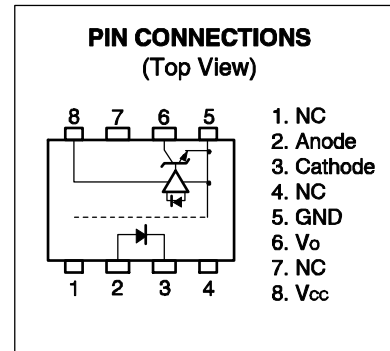 PIN CONNECTIONS
(Top View)
8 7 6 5
1 2 3 4
1. NC
2. Anode
3. Cathode
4. NC
5. GND
6. Vo
7. NC
8. Vcc